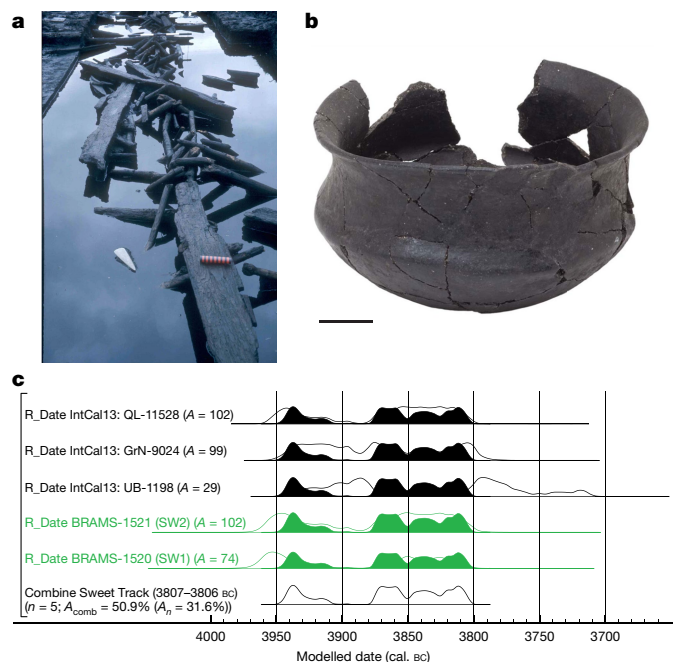 a
b
c
R_Date IntCal13: QL-11528 (A = 102)
R_Date IntCal13: GrN-9024 (A = 99)
R_Date IntCal13: UB-1198 (A = 29)
R_Date BRAMS-1521 (SW2) (A = 102)
R_Date BRAMS-1520 (SW1) (A = 74)
Combine Sweet Track (3807–3806 BC)
(n = 5; Acomb = 50.9% (An = 31.6%))
4000 3950 3900 3850 3800 3750 3700
Modelled date (cal. BC)